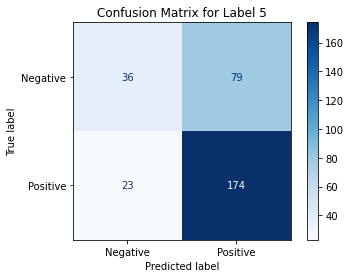 Confusion Matrix for Label 5
True label
Negative
36
79
Positive
23
174
Negative
Positive
Predicted label
160
140
120
100
80
60
40